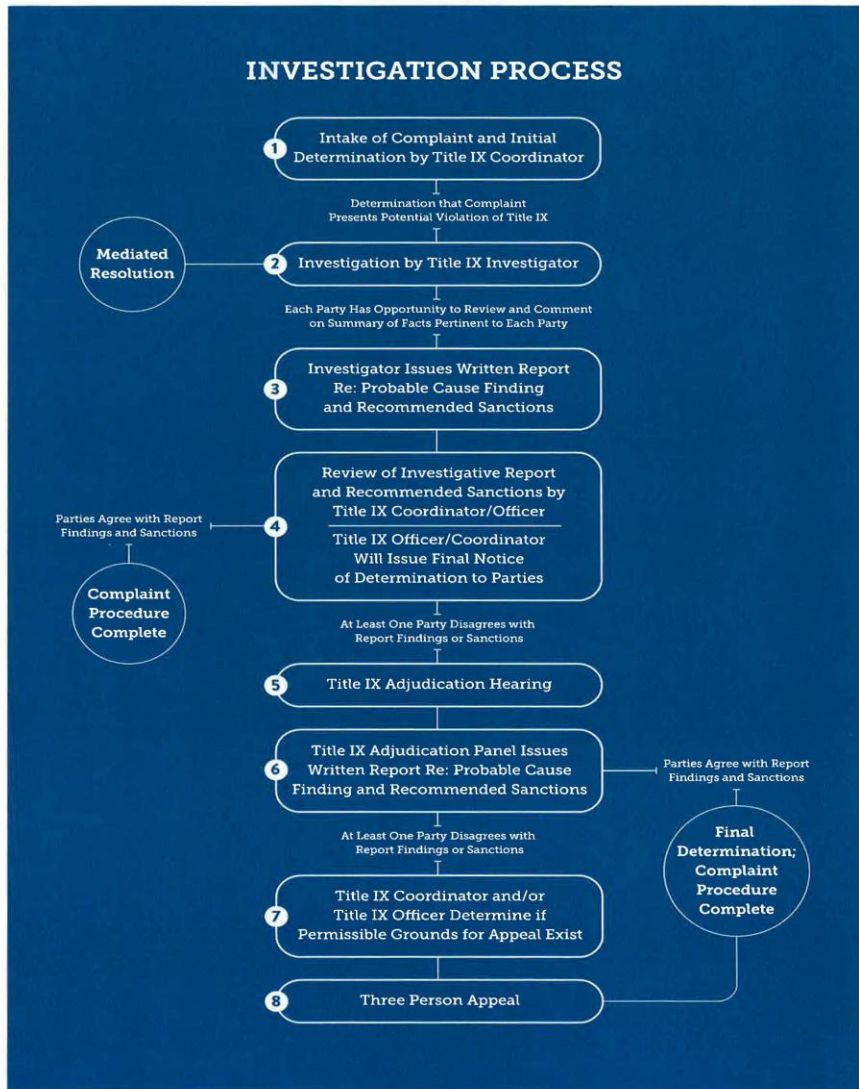 INVESTIGATION PROCESS
1
Intake of Complaint and Initial
Determination by Title IX Coordinator
Determination that Complaint
Presents Potential Violation of Title IX
Mediated
Resolution
2
Investigation by Title IX Investigator
Each Party Has Opportunity to Review and Comment
on Summary of Facts Pertinent to Each Party
3
Investigator Issues Written Report
Re: Probable Cause Finding
and Recommended Sanctions
4
Review of Investigative Report
and Recommended Sanctions by
Title IX Coordinator/Officer
Title IX Officer/Coordinator
Will Issue Final Notice
of Determination to Parties
Parties Agree with Report
Findings and Sanctions
Complaint
Procedure
Complete
At Least One Party Disagrees with
Report Findings or Sanctions
5
Title IX Adjudication Hearing
6
Title IX Adjudication Panel Issues
Written Report Re: Probable Cause
Finding and Recommended Sanctions
Parties Agree with Report
Findings and Sanctions
Final
Determination;
Complaint
Procedure
Complete
At Least One Party Disagrees with
Report Findings or Sanctions
7
Title IX Coordinator and/or
Title IX Officer Determine if
Permissible Grounds for Appeal Exist
8
Three Person Appeal